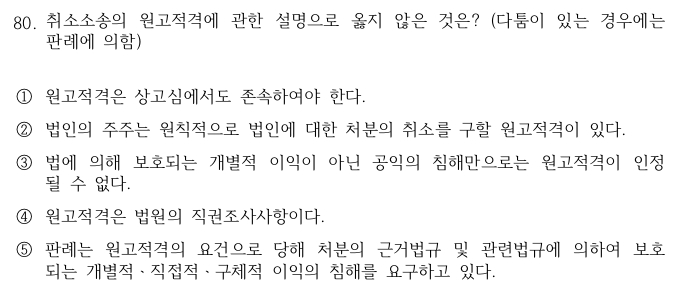 80. 취소소송의 원고적격에 관한 설명으로 옳지 않은 것은? (다툼이 있는 경우에는
판례에 의함)
① 원고적격은 상고심에서도 존속하여야 한다.
② 법인의 주주는 원칙적으로 법인에 대한 처분의 취소를 구할 원고적격이 있다.
③ 법에 의해 보호되는 개별적 이익이 아닌 공익의 침해만으로는 원고적격이 인정
될 수 없다.
④ 원고적격은 법원의 직권조사사항이다.
⑤ 판례는 원고적격의 요건으로 당해 처분의 근거법규 및 관련법규에 의하여 보호
되는 개별적ㆍ직접적ㆍ구체적 이익의 침해를 요구하고 있다.